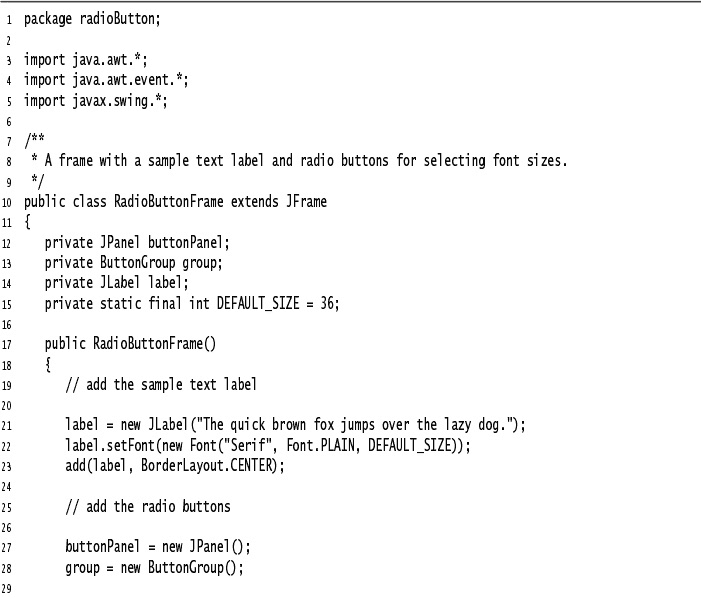 1 package radioButton;
2
3 import java.awt.*;
4 import java.awt.event.*;
5 import javax.swing.*;
6
7 /**
8  * A frame with a sample text label and radio buttons for selecting font sizes.
9  */
10 public class RadioButtonFrame extends JFrame
11 {
12    private JPanel buttonPanel;
13    private ButtonGroup group;
14    private JLabel label;
15    private static final int DEFAULT_SIZE = 36;
16
17    public RadioButtonFrame()
18    {
19       // add the sample text label
20
21       label = new JLabel("The quick brown fox jumps over the lazy dog.");
22       label.setFont(new Font("Serif", Font.PLAIN, DEFAULT_SIZE));
23       add(label, BorderLayout.CENTER);
24
25       // add the radio buttons
26
27       buttonPanel = new JPanel();
28       group = new ButtonGroup();
29